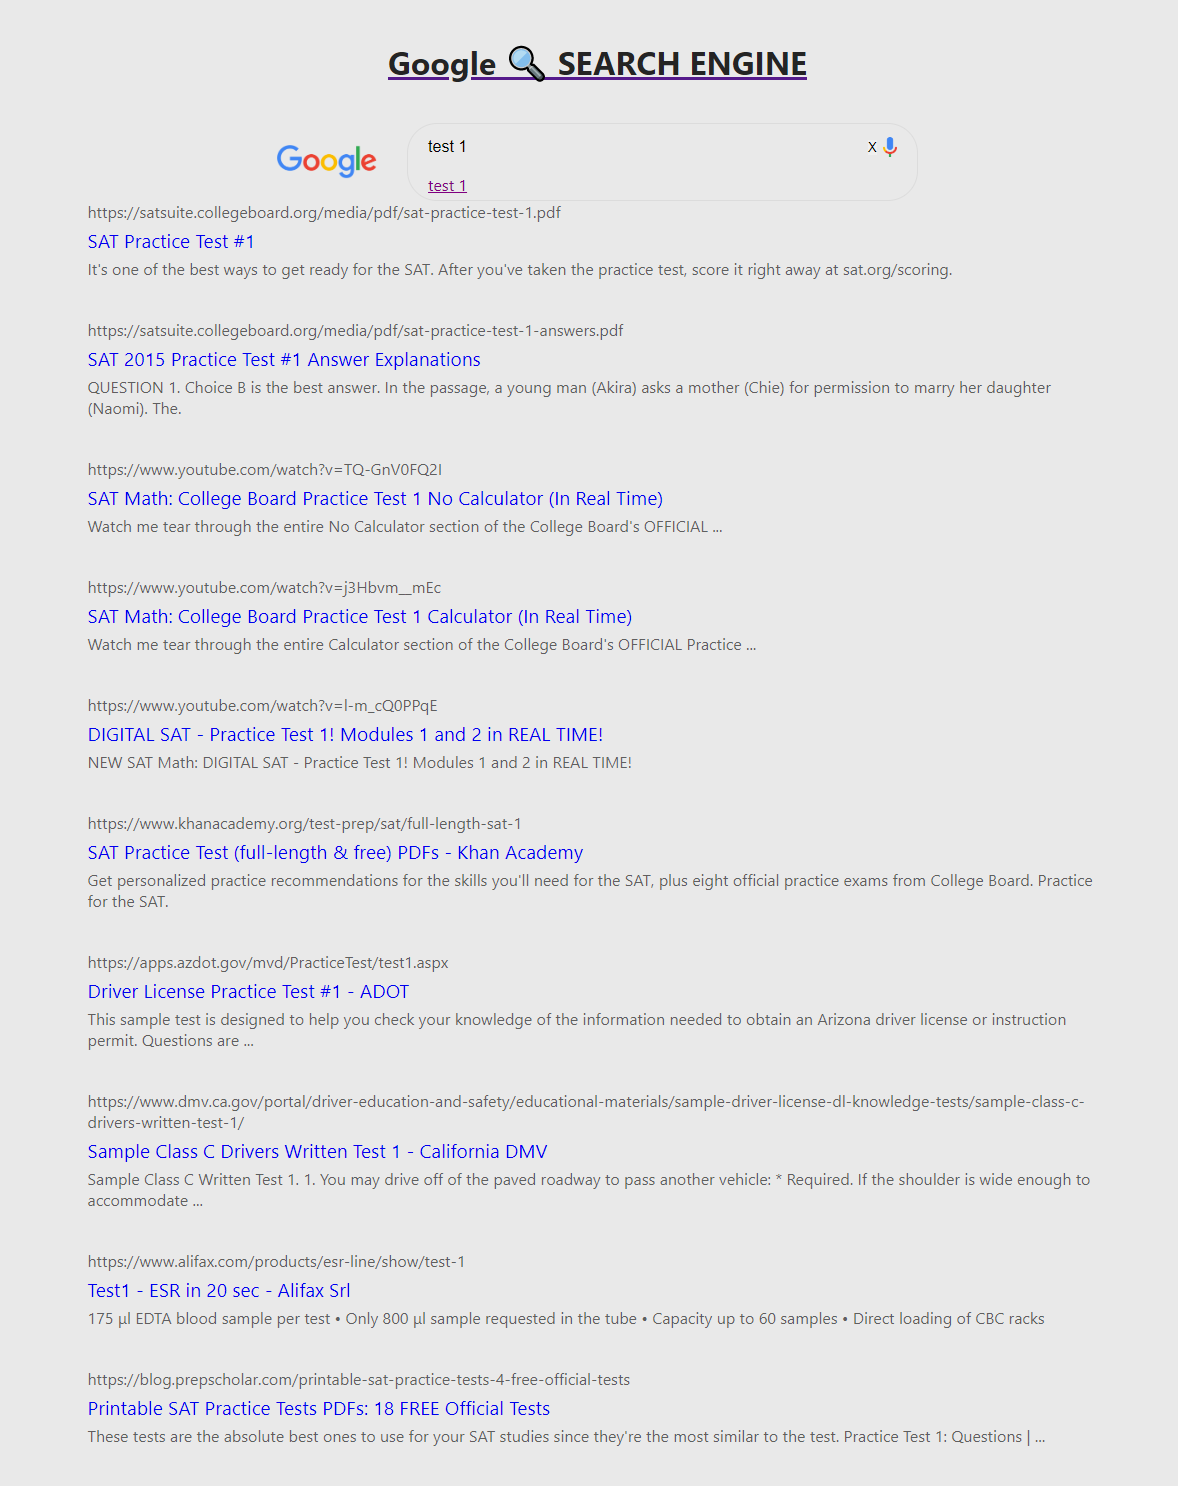 Google 🔍 SEARCH ENGINE
Google
test 1
X
test 1
https://satsuite.collegeboard.org/media/pdf/sat-practice-test-1.pdf
SAT Practice Test #1
It's one of the best ways to get ready for the SAT. After you've taken the practice test, score it right away at sat.org/scoring.
https://satsuite.collegeboard.org/media/pdf/sat-practice-test-1-answers.pdf
SAT 2015 Practice Test #1 Answer Explanations
QUESTION 1. Choice B is the best answer. In the passage, a young man (Akira) asks a mother (Chie) for permission to marry her daughter
(Naomi). The.
https://www.youtube.com/watch?v=TQ-GnV0FQ2I
SAT Math: College Board Practice Test 1 No Calculator (In Real Time)
Watch me tear through the entire No Calculator section of the College Board's OFFICIAL ...
https://www.youtube.com/watch?v=j3Hbvm__mEc
SAT Math: College Board Practice Test 1 Calculator (In Real Time)
Watch me tear through the entire Calculator section of the College Board's OFFICIAL Practice ...
https://www.youtube.com/watch?v=l-m_cQ0PPqE
DIGITAL SAT - Practice Test 1! Modules 1 and 2 in REAL TIME!
NEW SAT Math: DIGITAL SAT - Practice Test 1! Modules 1 and 2 in REAL TIME!
https://www.khanacademy.org/test-prep/sat/full-length-sat-1
SAT Practice Test (full-length & free) PDFs - Khan Academy
Get personalized practice recommendations for the skills you'll need for the SAT, plus eight official practice exams from College Board. Practice
for the SAT.
https://apps.azdot.gov/mvd/PracticeTest/test1.aspx
Driver License Practice Test #1 - ADOT
This sample test is designed to help you check your knowledge of the information needed to obtain an Arizona driver license or instruction
permit. Questions are ...
https://www.dmv.ca.gov/portal/driver-education-and-safety/educational-materials/sample-driver-license-dl-knowledge-tests/sample-class-c-
drivers-written-test-1/
Sample Class C Drivers Written Test 1 - California DMV
Sample Class C Written Test 1. 1. You may drive off of the paved roadway to pass another vehicle: * Required. If the shoulder is wide enough to
accommodate ...
https://www.alifax.com/products/esr-line/show/test-1
Test1 - ESR in 20 sec - Alifax Srl
175 µl EDTA blood sample per test • Only 800 µl sample requested in the tube • Capacity up to 60 samples • Direct loading of CBC racks
https://blog.prepscholar.com/printable-sat-practice-tests-4-free-official-tests
Printable SAT Practice Tests PDFs: 18 FREE Official Tests
These tests are the absolute best ones to use for your SAT studies since they're the most similar to the test. Practice Test 1: Questions | ...